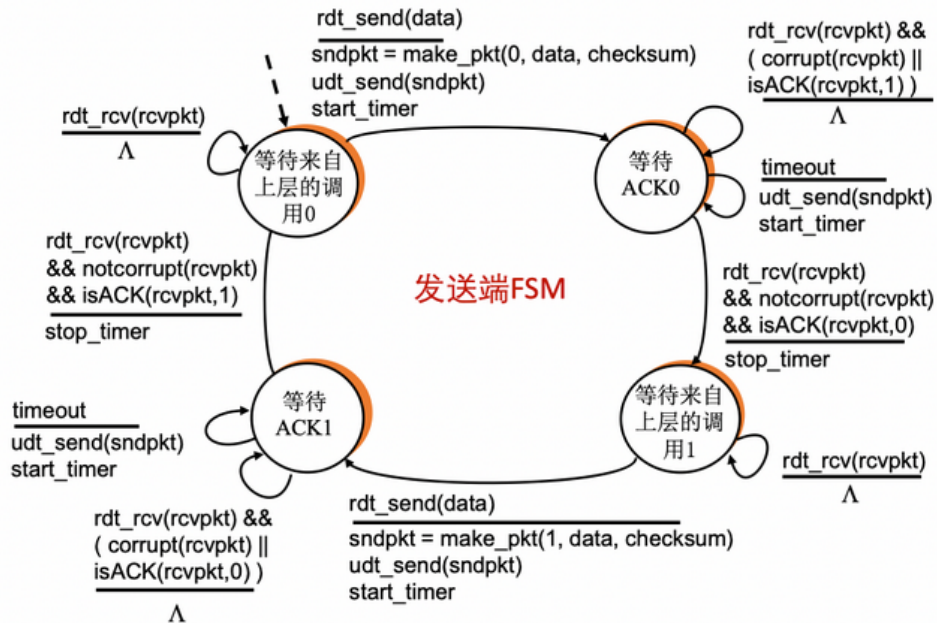 rdt_send(data)
sndpkt = make_pkt(0, data, checksum)
udt_send(sndpkt)
start_timer
rdt_rcv(rcvpkt) &&
( corrupt(rcvpkt) ||
isACK(rcvpkt,1) )
Λ
rdt_rcv(rcvpkt)
Λ
等待来自
上层的调
用0
等待
ACK0
timeout
udt_send(sndpkt)
start_timer
rdt_rcv(rcvpkt)
&& notcorrupt(rcvpkt)
&& isACK(rcvpkt,1)
stop_timer
发送端FSM
rdt_rcv(rcvpkt)
&& notcorrupt(rcvpkt)
&& isACK(rcvpkt,0)
stop_timer
timeout
udt_send(sndpkt)
start_timer
等待
ACK1
等待来自
上层的调
用1
rdt_rcv(rcvpkt)
Λ
rdt_rcv(rcvpkt) &&
( corrupt(rcvpkt) ||
isACK(rcvpkt,0) )
Λ
rdt_send(data)
sndpkt = make_pkt(1, data, checksum)
udt_send(sndpkt)
start_timer